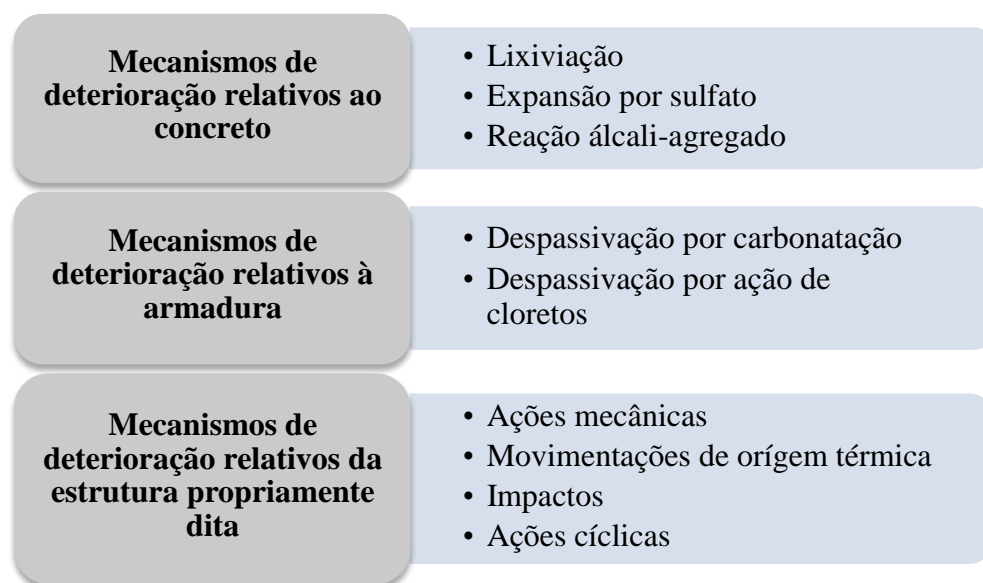 Mecanismos de
deterioração relativos ao
concreto
• Lixiviação
• Expansão por sulfato
• Reação álcali-agregado
Mecanismos de
deterioração relativos à
armadura
• Despassivação por carbonatação
• Despassivação por ação de
cloretos
Mecanismos de
deterioração relativos da
estrutura propriamente
dita
• Ações mecânicas
• Movimentações de orígem térmica
• Impactos
• Ações cíclicas